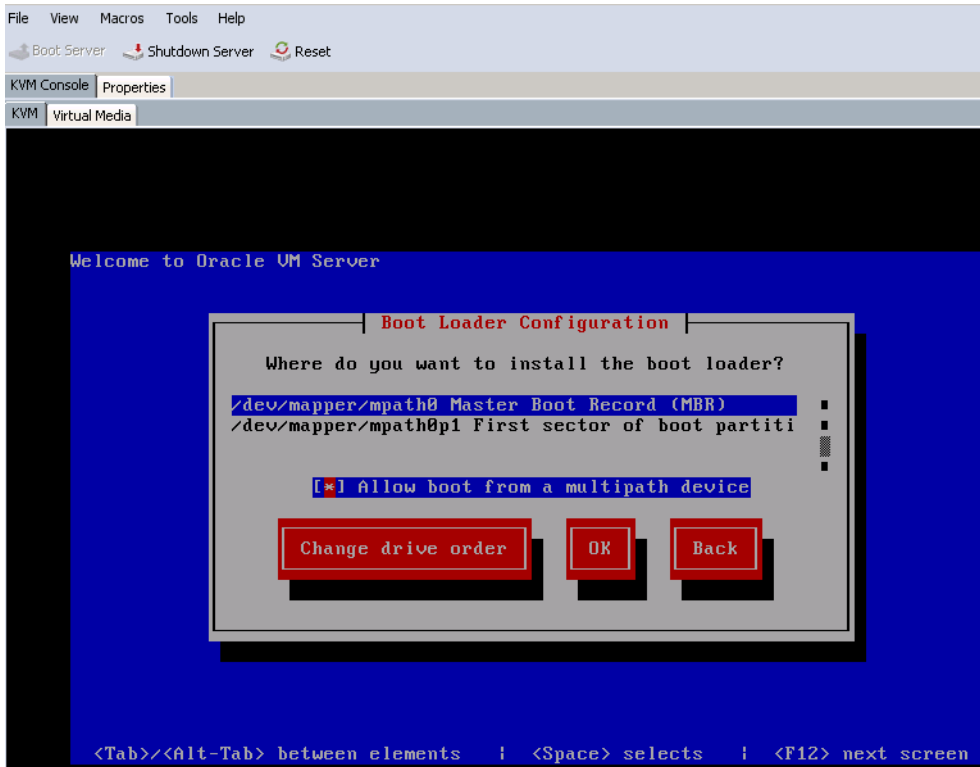 File View Macros Tools Help
Boot Server Shutdown Server Reset
KVM Console Properties
KVM Virtual Media
Welcome to Oracle VM Server
Boot Loader Configuration
Where do you want to install the boot loader?
/dev/mapper/mpath0 Master Boot Record (MBR)
/dev/mapper/mpath0p1 First sector of boot partiti
[*] Allow boot from a multipath device
Change drive order OK Back
<Tab>/<Alt-Tab> between elements | <Space> selects | <F12> next screen